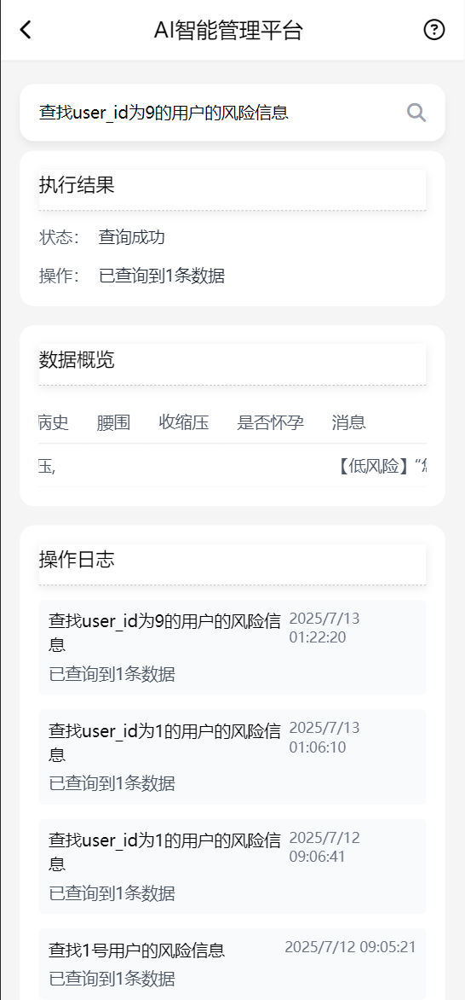 AI智能管理平台
查找user_id为9的用户的风险信息
执行结果
状态： 查询成功
操作： 已查询到1条数据
数据概览
病史 腰围 收缩压 是否怀孕 消息
压, 【低风险】“
操作日志
查找user_id为9的用户的风险信 2025/7/13
息 01:22:20
已查询到1条数据
查找user_id为1的用户的风险信 2025/7/13
息 01:06:10
已查询到1条数据
查找user_id为1的用户的风险信 2025/7/12
息 09:06:41
已查询到1条数据
查找1号用户的风险信息 2025/7/12 09:05:21
已查询到1条数据